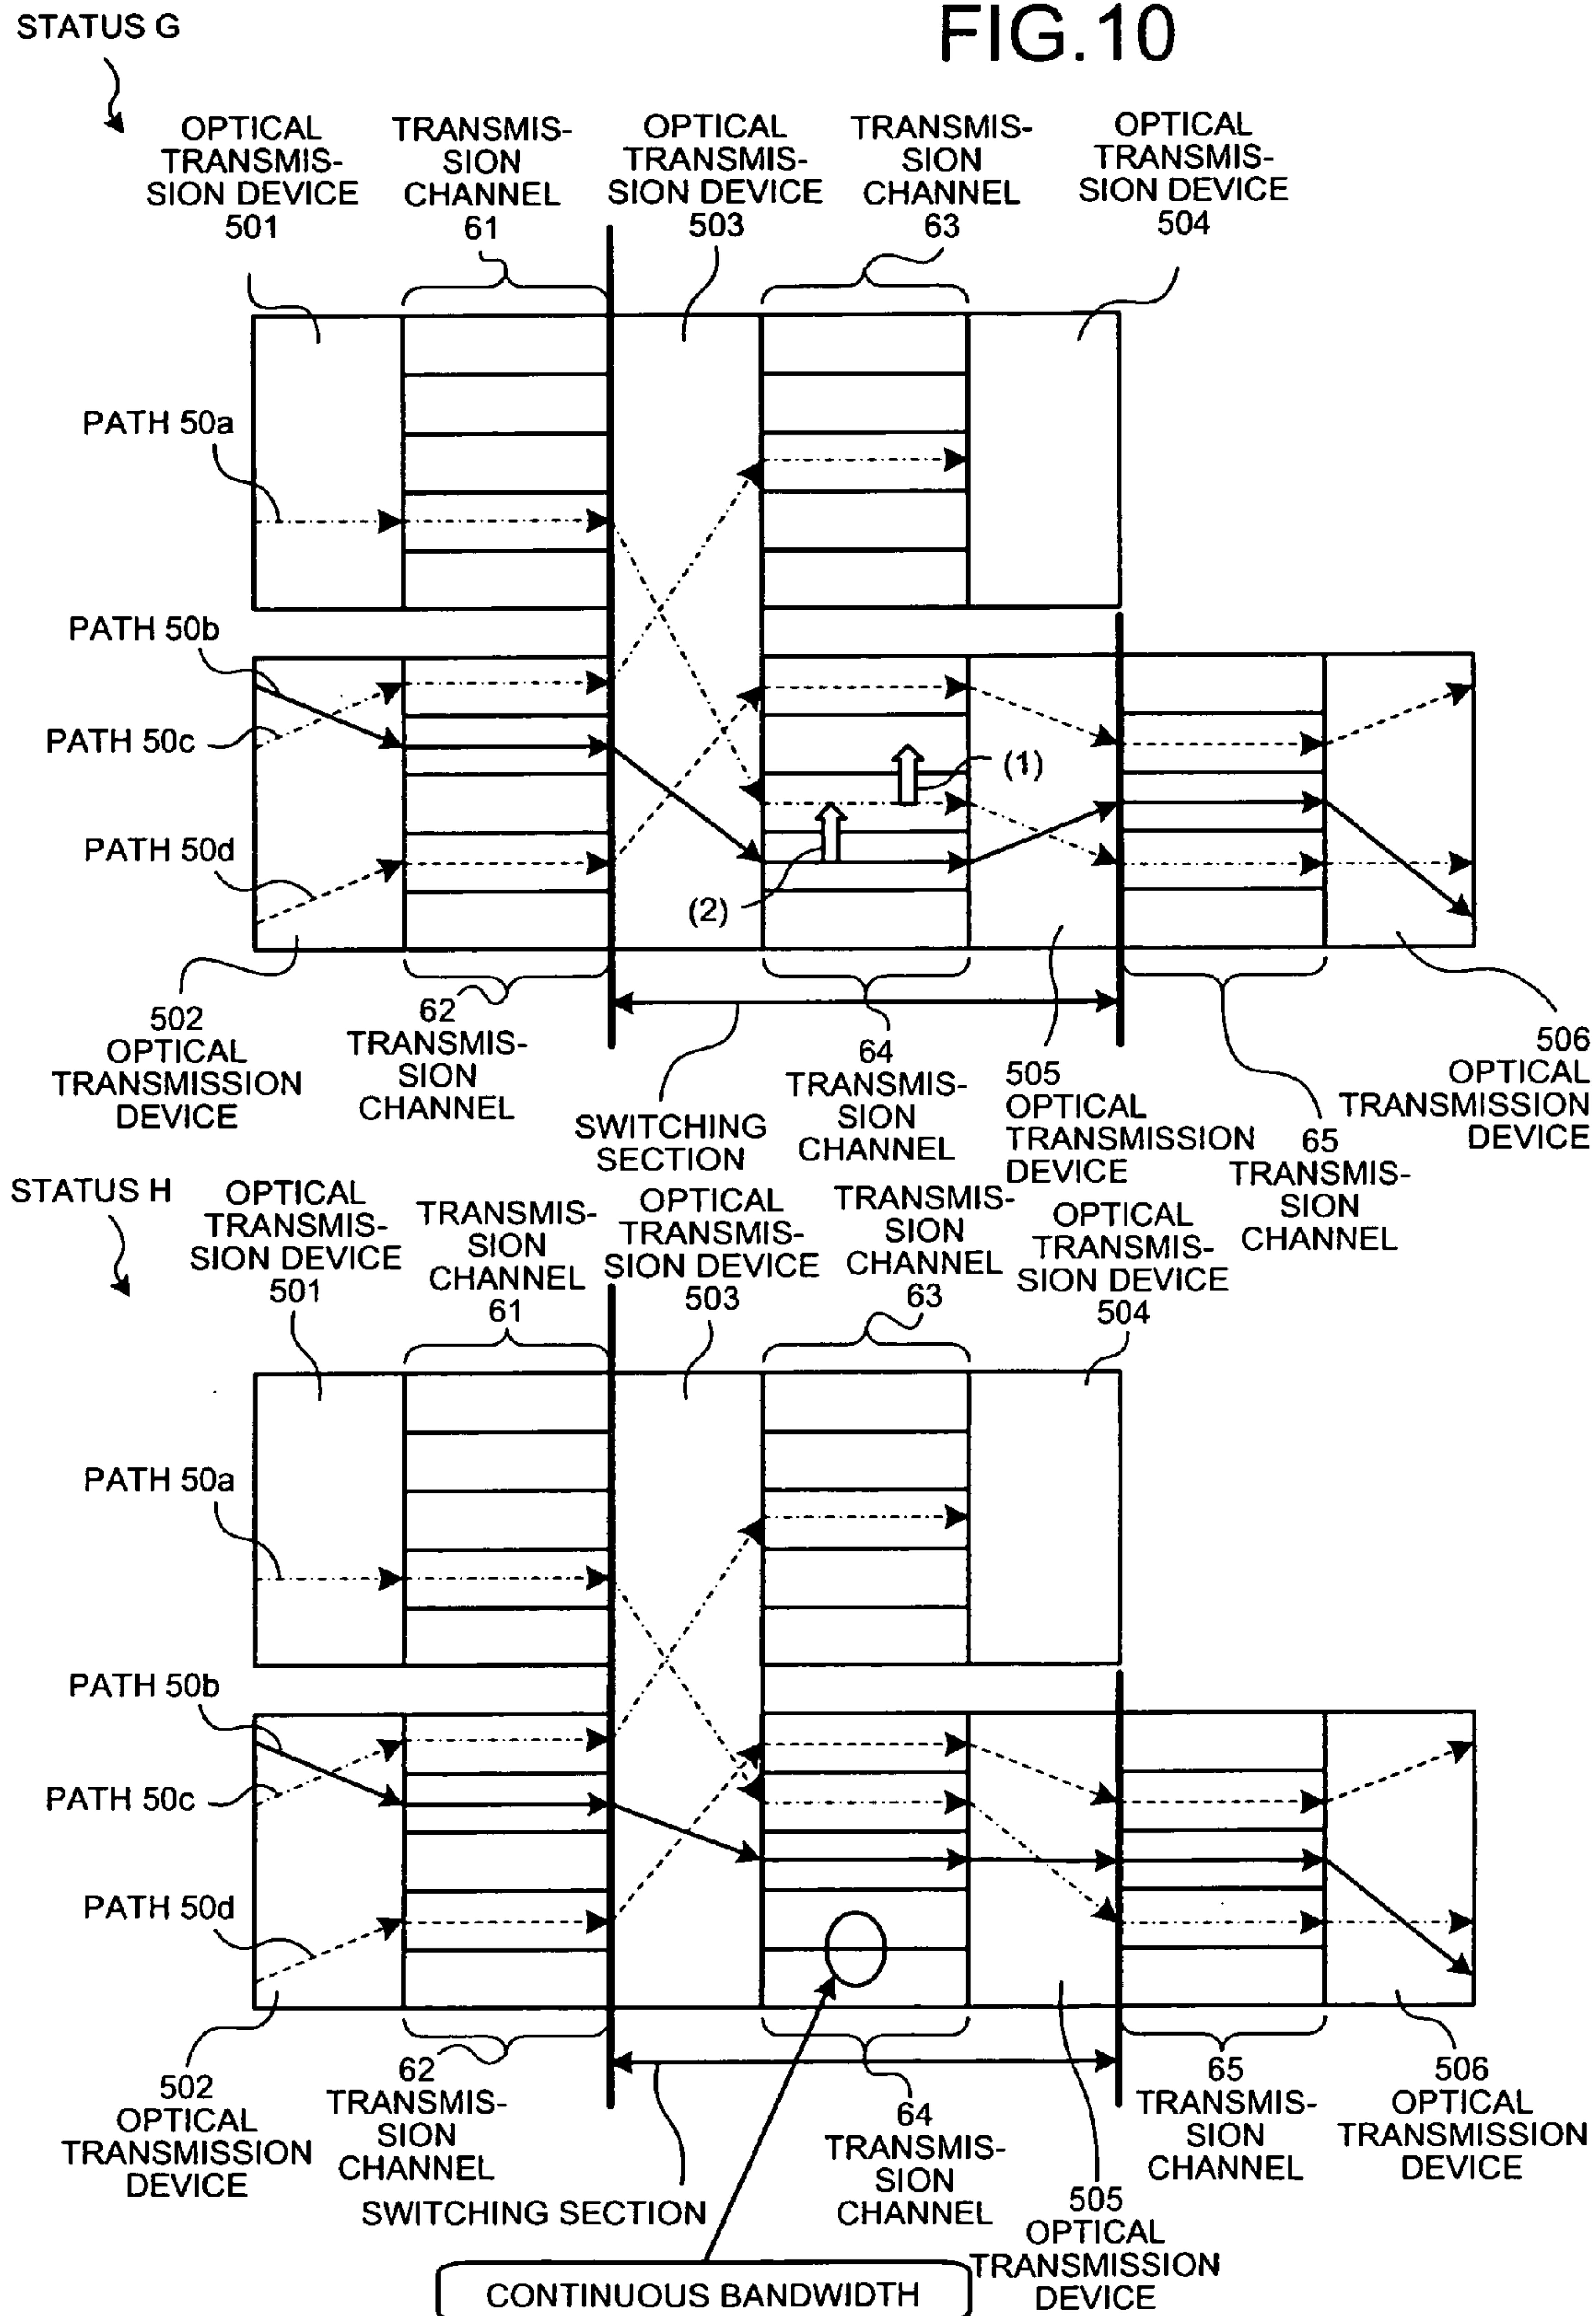 FIG.10
STATUS G
OPTICAL
TRANSMIS-
SION DEVICE
501
TRANSMIS-
SION
CHANNEL
61
OPTICAL
TRANSMIS-
SION DEVICE
503
TRANSMIS-
SION
CHANNEL
63
OPTICAL
TRANSMIS-
SION DEVICE
504
PATH 50a
PATH 50b
PATH 50c
PATH 50d
(1)
(2)
502
OPTICAL
TRANSMISSION
DEVICE
62
TRANSMIS-
SION
CHANNEL
SWITCHING
SECTION
64
TRANSMIS-
SION
CHANNEL
505
OPTICAL
TRANSMISSION
DEVICE
65
TRANSMIS-
SION
CHANNEL
506
OPTICAL
TRANSMISSION
DEVICE
STATUS H
OPTICAL
TRANSMIS-
SION DEVICE
501
TRANSMIS-
SION
CHANNEL
61
OPTICAL
TRANSMIS-
SION DEVICE
503
TRANSMIS-
SION
CHANNEL
63
OPTICAL
TRANSMIS-
SION DEVICE
504
PATH 50a
PATH 50b
PATH 50c
PATH 50d
502
OPTICAL
TRANSMISSION
DEVICE
62
TRANSMIS-
SION
CHANNEL
SWITCHING SECTION
64
TRANSMIS-
SION
CHANNEL
505
OPTICAL
TRANSMISSION
DEVICE
65
TRANSMIS-
SION
CHANNEL
506
OPTICAL
TRANSMISSION
DEVICE
CONTINUOUS BANDWIDTH